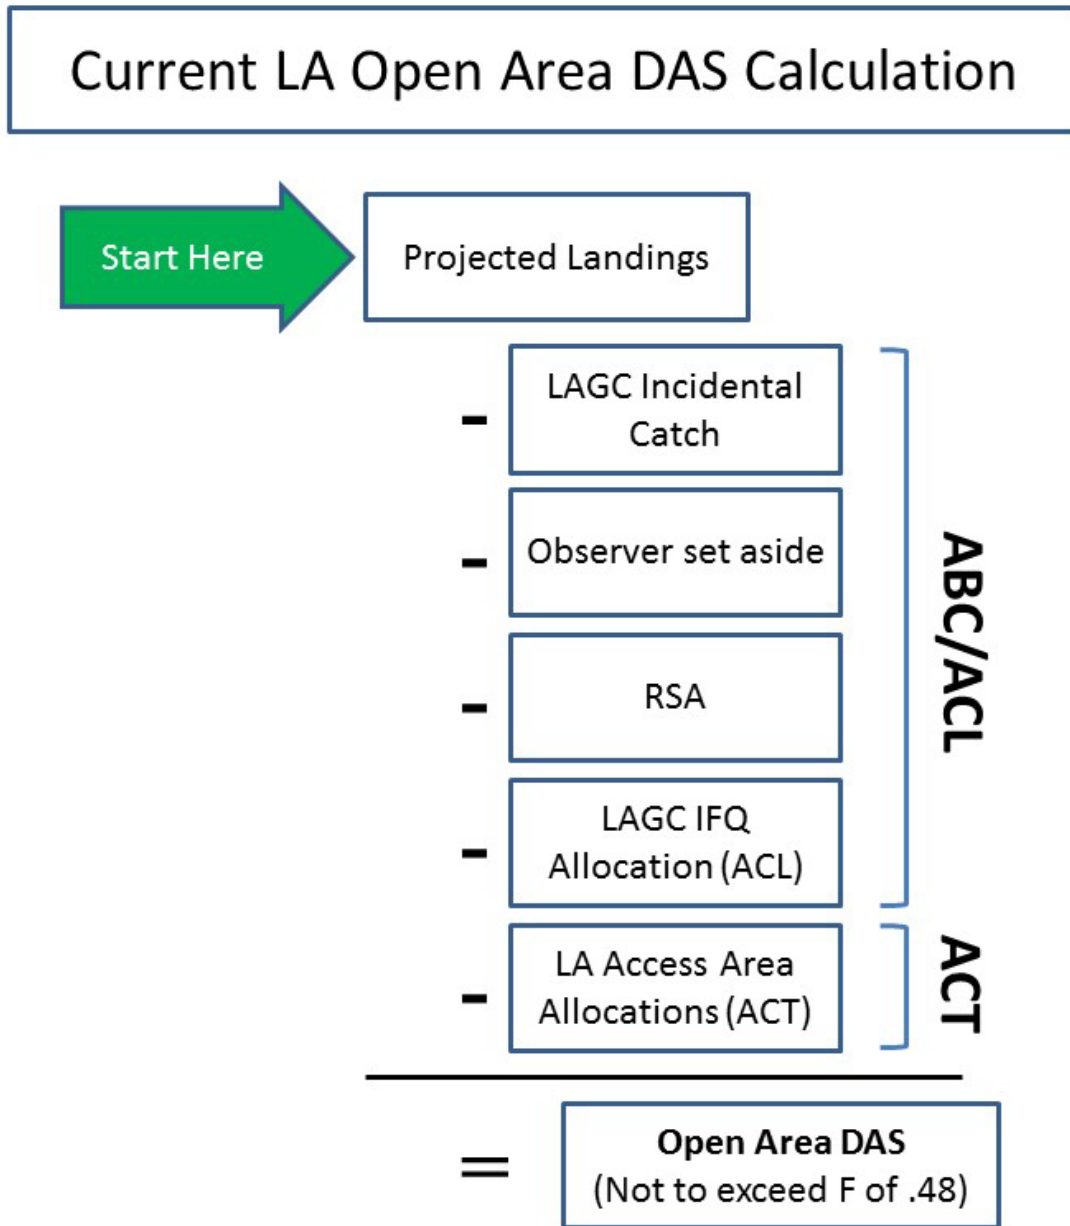 Current LA Open Area DAS Calculation
Start Here
Projected Landings
- LAGC Incidental
Catch
- Observer set aside
- RSA
- LAGC IFQ
Allocation (ACL)
ABC/ACL
- LA Access Area
Allocations (ACT)
ACT
= Open Area DAS
(Not to exceed F of .48)